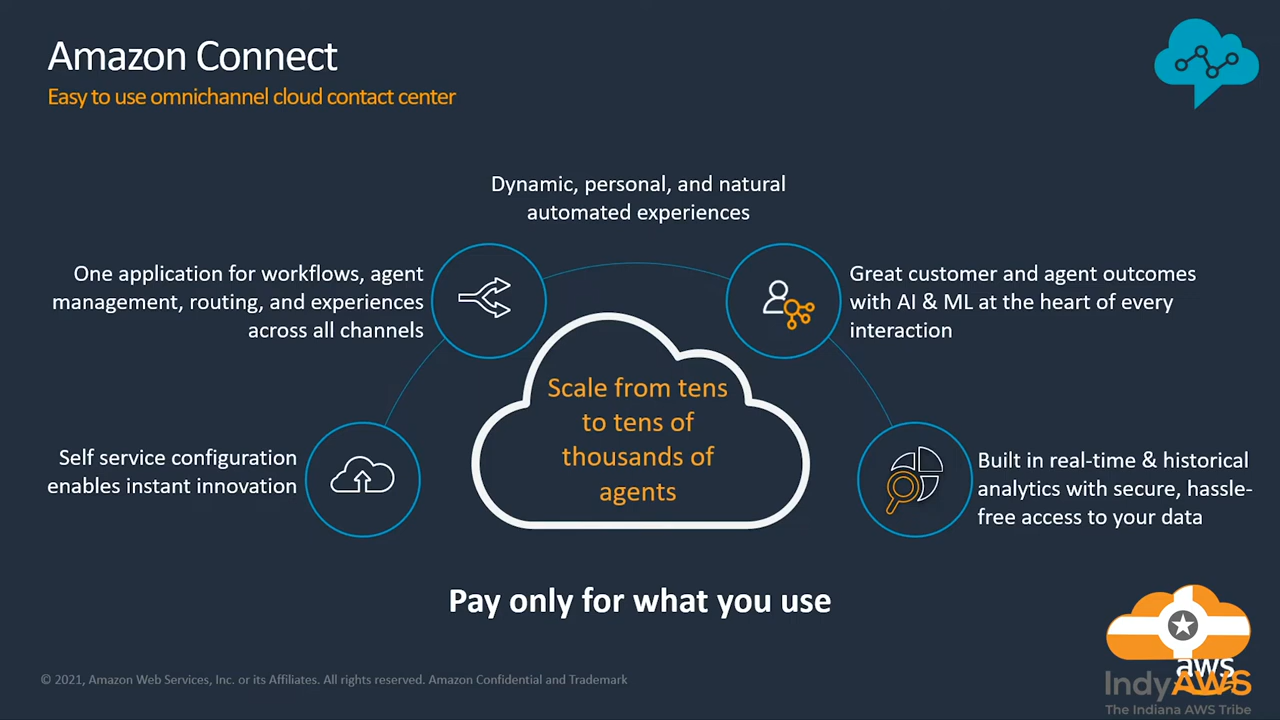 Amazon Connect
Easy to use omnichannel cloud contact center
Dynamic, personal, and natural
automated experiences
One application for workflows, agent
management, routing, and experiences
across all channels
Great customer and agent outcomes
with AI & ML at the heart of every
interaction
Scale from tens
to tens of
thousands of
agents
Self service configuration
enables instant innovation
Built in real-time & historical
analytics with secure, hassle-
free access to your data
Pay only for what you use
© 2021, Amazon Web Services, Inc. or its Affiliates. All rights reserved. Amazon Confidential and Trademark
aws
IndyAWS
The Indiana AWS Tribe